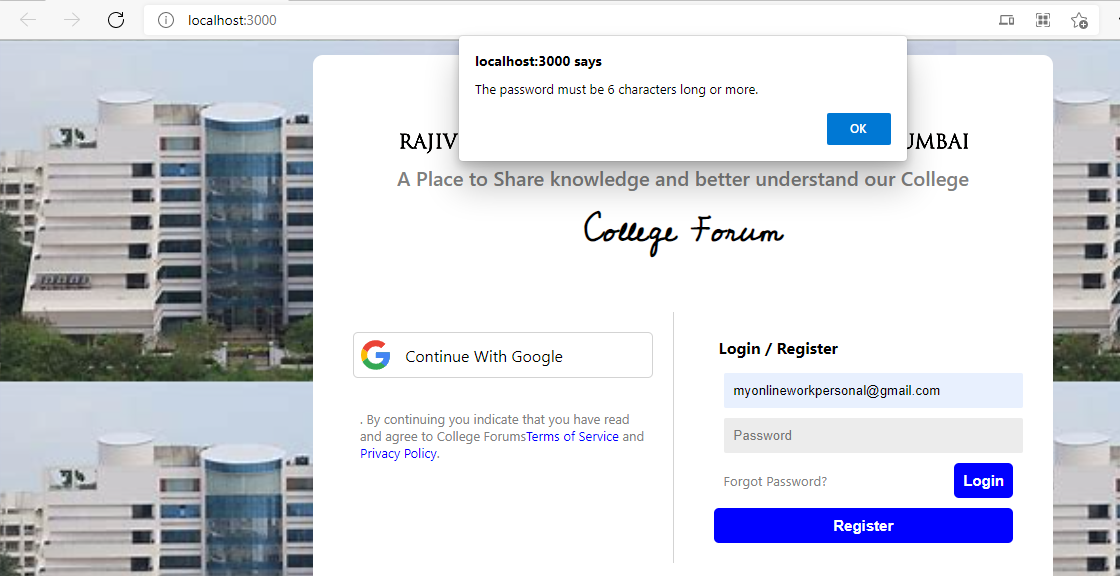 localhost:3000
localhost:3000 says
The password must be 6 characters long or more.
OK
RAJIV
UMBAI
A Place to Share knowledge and better understand our College
College Forum
Continue With Google
. By continuing you indicate that you have read
and agree to College ForumsTerms of Service and
Privacy Policy.
Login / Register
myonlineworkpersonal@gmail.com
Password
Forgot Password?
Login
Register